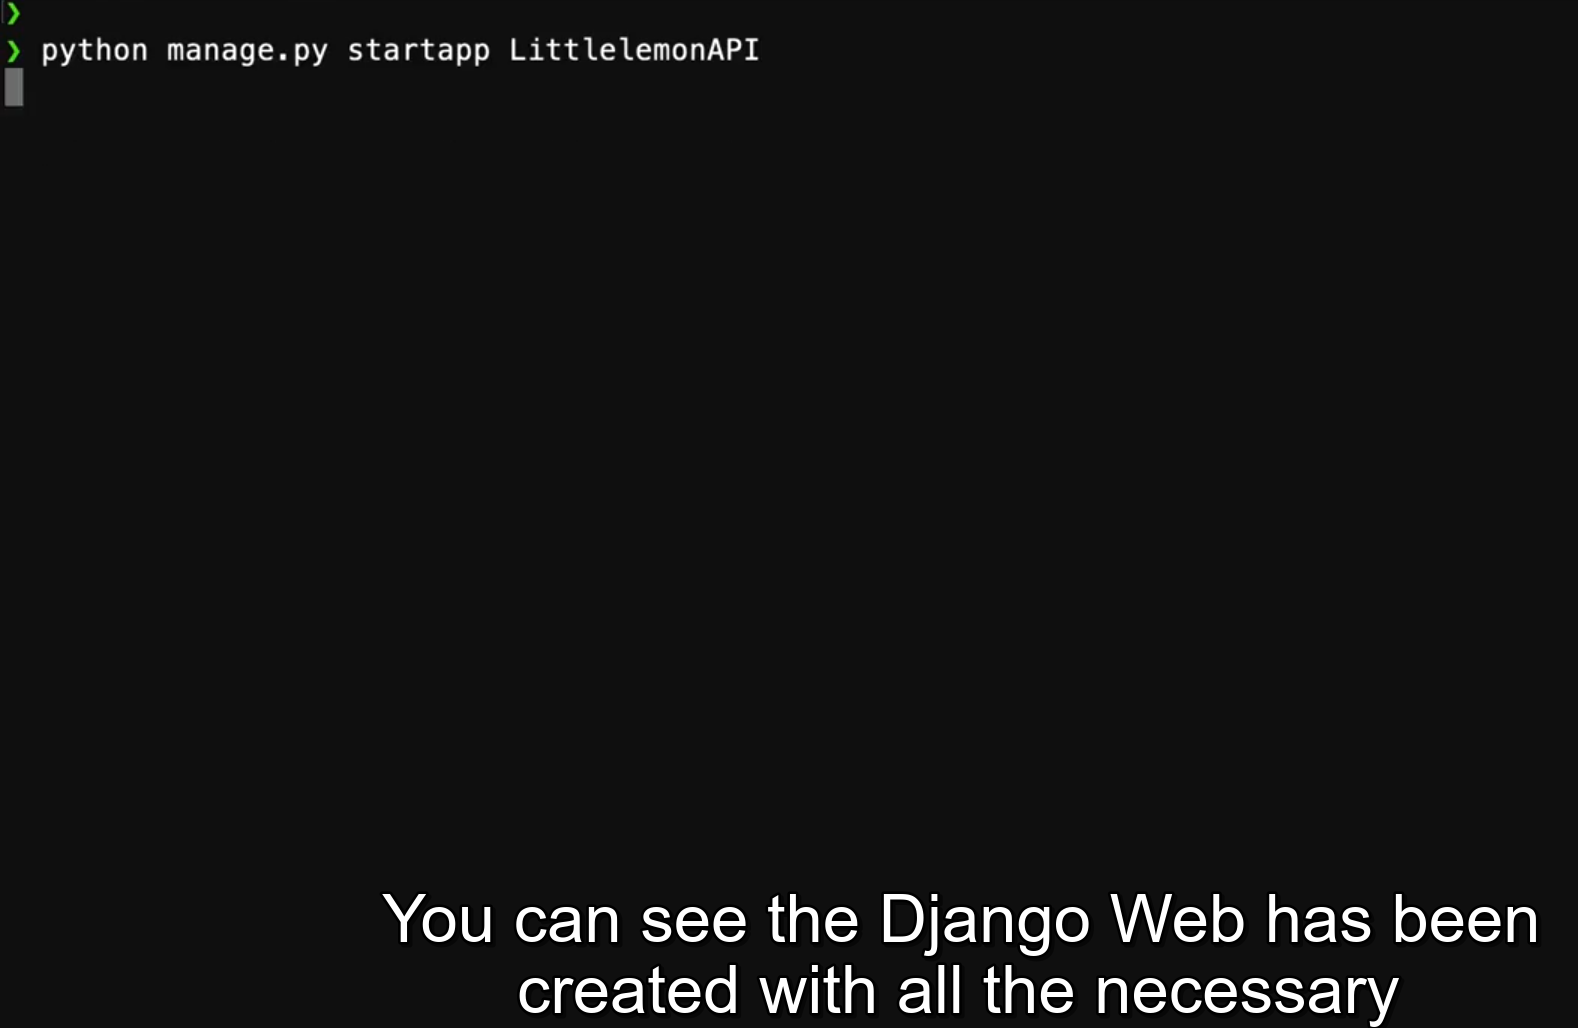 ❯
❯ python manage.py startapp LittlelemonAPI
You can see the Django Web has been
created with all the necessary